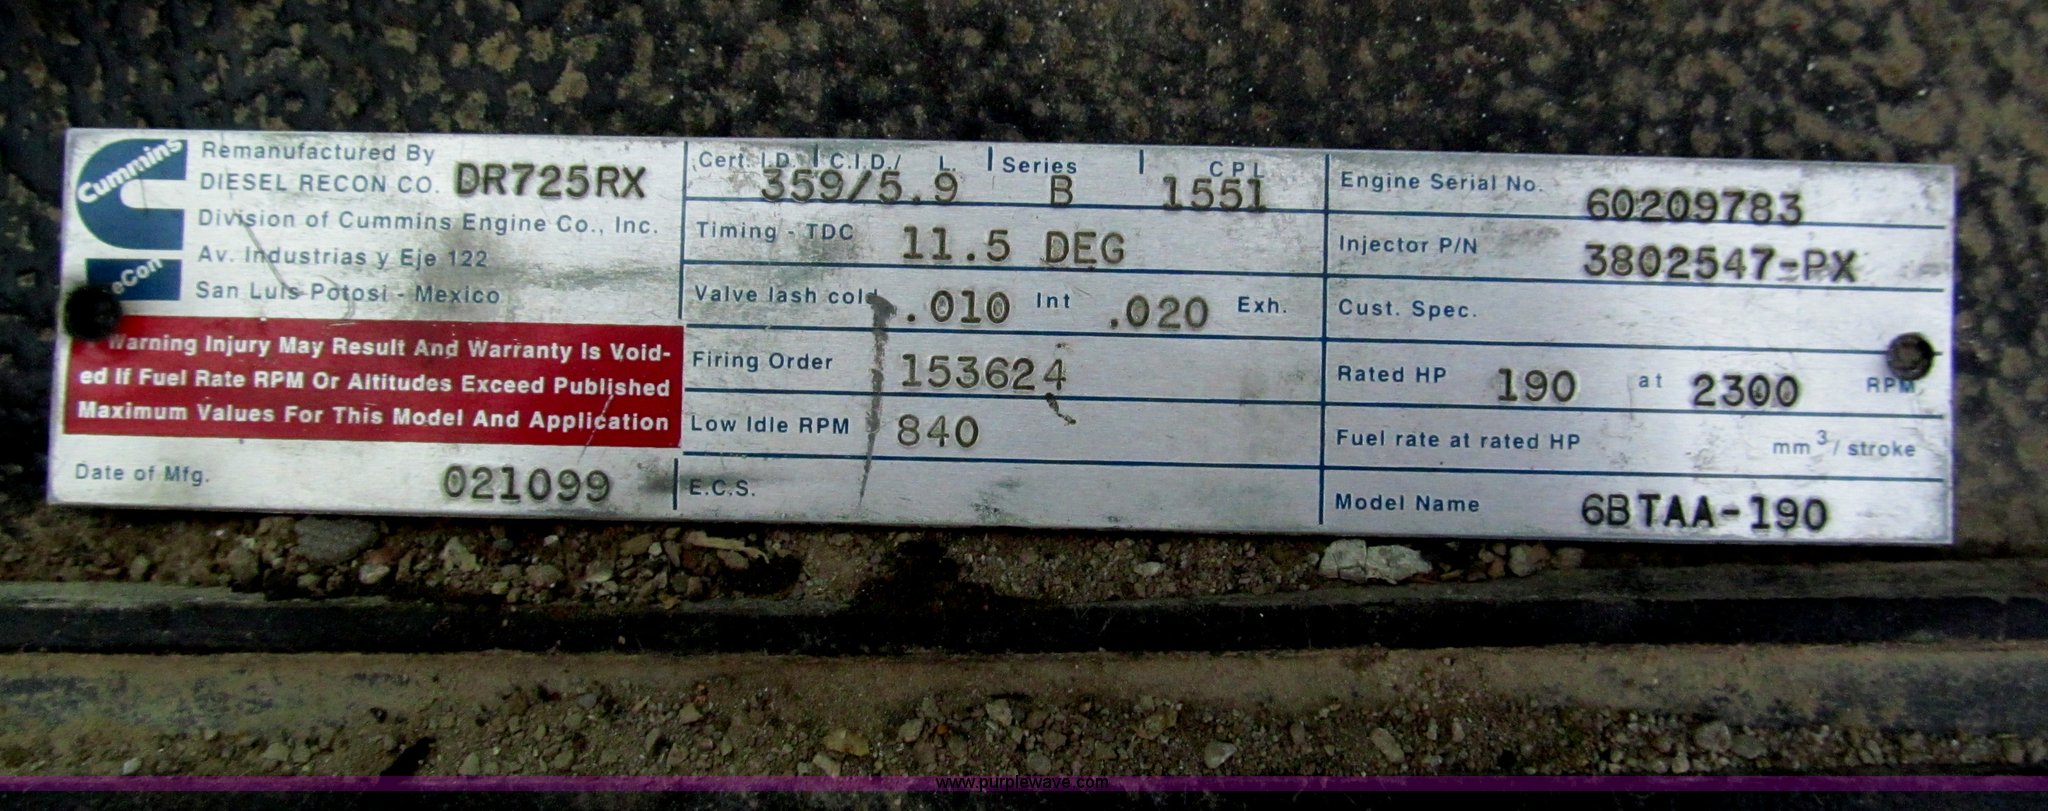 Cummins
eCon
Remanufactured By
DIESEL RECON CO. DR725RX
Division of Cummins Engine Co., Inc.
Av. Industrias y Eje 122
San Luis Potosi - Mexico
Warning Injury May Result And Warranty Is Void-
ed If Fuel Rate RPM Or Altitudes Exceed Published
Maximum Values For This Model And Application
Date of Mfg. 021099
Cert. I.D. C.I.D./ L. Series C P L
359/5.9 B 1551
Timing - TDC 11.5 DEG
Valve lash cold .010 Int .020 Exh.
Firing Order 153624
Low Idle RPM 840
E.C.S.
Engine Serial No. 60209783
Injector P/N 3802547-PX
Cust. Spec.
Rated HP 190 at 2300 RPM
Fuel rate at rated HP mm³/ stroke
Model Name 6BTAA-190
www.purplewave.com